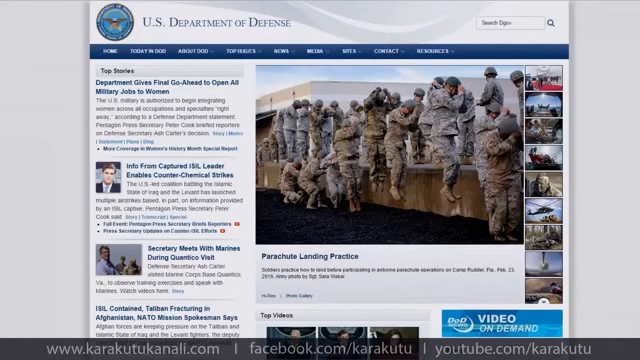 U.S. DEPARTMENT OF DEFENSE
Search Dgov
HOME TODAY IN DOD ABOUT DOD TOP ISSUES NEWS MEDIA SITES CONTACT RESOURCES
Top Stories
Department Gives Final Go-Ahead to Open All
Military Jobs to Women
The U.S. military is authorized to begin integrating
women across all occupations and specialties "right
away," according to a Defense Department statement
Pentagon Press Secretary Peter Cook briefed reporters
on Defense Secretary Ash Carter's decision. Story | Memo
| Statement | Plans | Blog
• More Coverage in Women's History Month Special Report
Info From Captured ISIL Leader
Enables Counter-Chemical Strikes
The U.S.-led coalition battling the Islamic
State of Iraq and the Levant has launched
multiple airstrikes based, in part, on information provided
by an ISIL captive, Pentagon Press Secretary Peter
Cook said. Story | Transcript | Special
• Full Event: Pentagon Press Secretary Briefs Reporters
• Press Secretary Updates on Counter-ISIL Efforts
Secretary Meets With Marines
During Quantico Visit
Defense Secretary Ash Carter
visited Marine Corps Base Quantico,
Va., to observe training exercises and speak with
Marines. Watch videos here. Story
ISIL Contained, Taliban Fracturing in
Afghanistan, NATO Mission Spokesman Says
Afghan forces are keeping pressure on the Taliban and
Islamic State of Iraq and the Levant fighters, the deputy
Parachute Landing Practice
Soldiers practice how to land before participating in airborne parachute operations on Camp Rudder, Fla., Feb. 23,
2016. Army photo by Sgt. Sara Wakai
Hi-Res | Photo Gallery
Top Videos
DoD VIDEO
ON DEMAND
www.karakutukanali.com | facebook.com/karakutu | youtube.com/karakutu